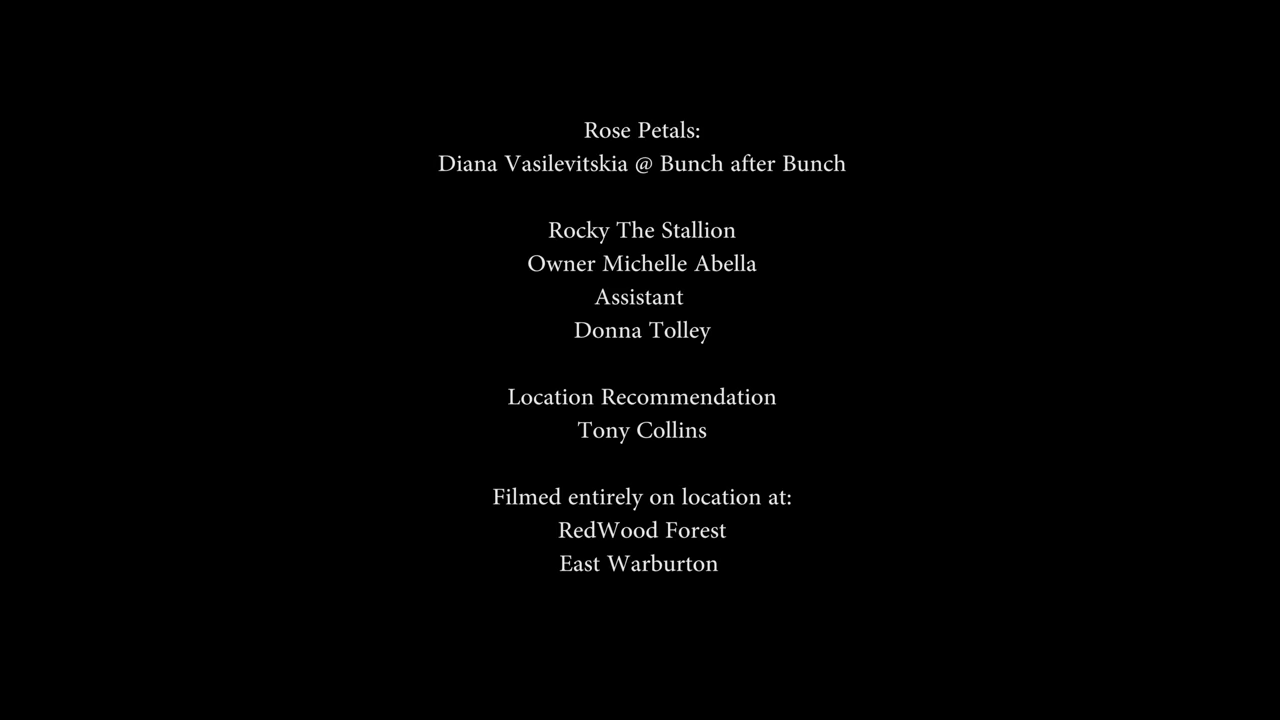 Rose Petals:
Diana Vasilevitskia @ Bunch after Bunch
Rocky The Stallion
Owner Michelle Abella
Assistant
Donna Tolley
Location Recommendation
Tony Collins
Filmed entirely on location at:
RedWood Forest
East Warburton